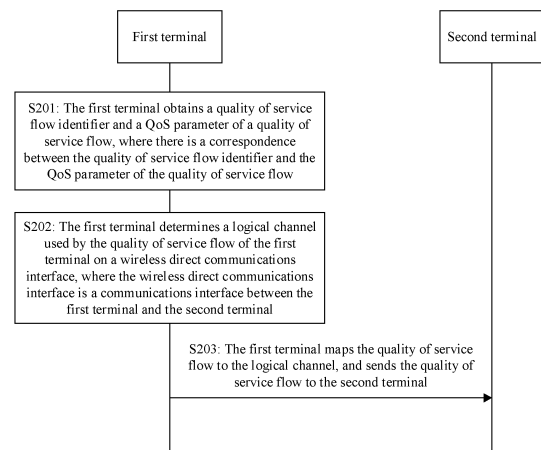 First terminal
Second terminal
S201: The first terminal obtains a quality of service
flow identifier and a QoS parameter of a quality of
service flow, where there is a correspondence
between the quality of service flow identifier and the
QoS parameter of the quality of service flow
S202: The first terminal determines a logical channel
used by the quality of service flow of the first
terminal on a wireless direct communications
interface, where the wireless direct communications
interface is a communications interface between the
first terminal and the second terminal
S203: The first terminal maps the quality of service
flow to the logical channel, and sends the quality of
service flow to the second terminal